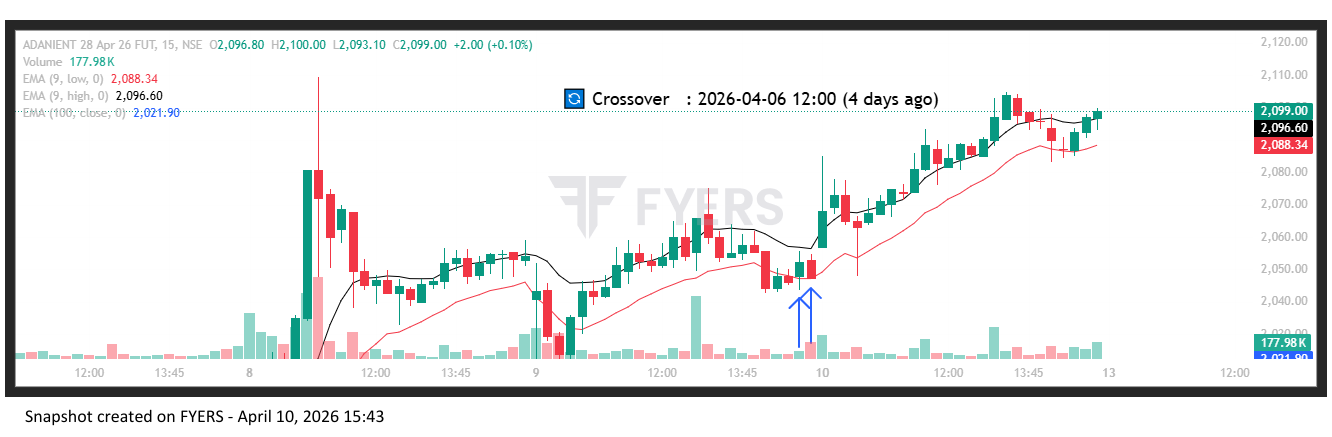 ADANIENT 28 Apr 26 FUT, 15, NSE O2,096.80 H2,100.00 L2,093.10 C2,099.00 +2.00 (+0.10%)
Volume 177.98K
EMA (9, low, 0) 2,088.34
EMA (9, high, 0) 2,096.60
EMA (100, close, 0) 2,021.90
Crossover : 2026-04-06 12:00 (4 days ago)
FYERS
2,120.00
2,110.00
2,099.00
2,096.60
2,088.34
2,080.00
2,070.00
2,060.00
2,050.00
2,040.00
2,030.00
177.98K
2,021.90
12:00 13:45 8 12:00 13:45 9 12:00 13:45 10 12:00 13:45 13 12:00
Snapshot created on FYERS - April 10, 2026 15:43